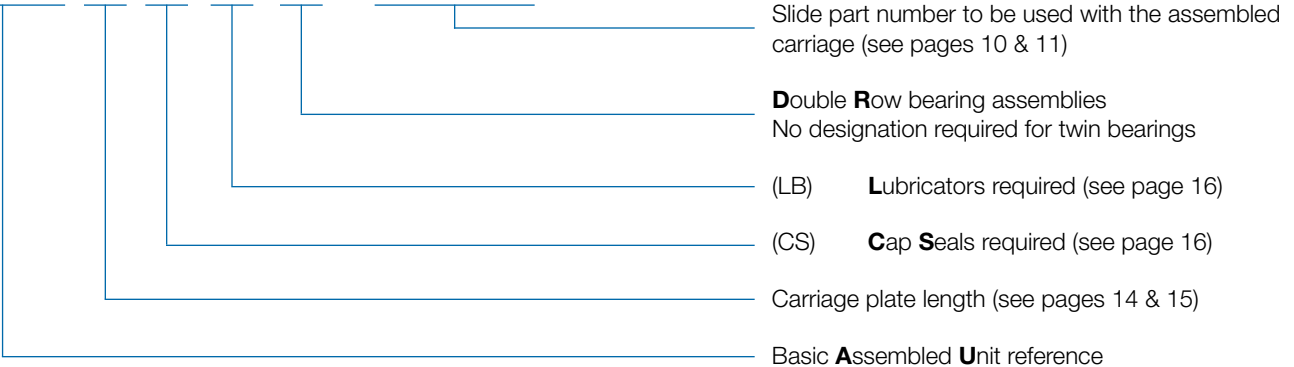 Slide part number to be used with the assembled
carriage (see pages 10 & 11)
Double Row bearing assemblies
No designation required for twin bearings
(LB) Lubricators required (see page 16)
(CS) Cap Seals required (see page 16)
Carriage plate length (see pages 14 & 15)
Basic Assembled Unit reference